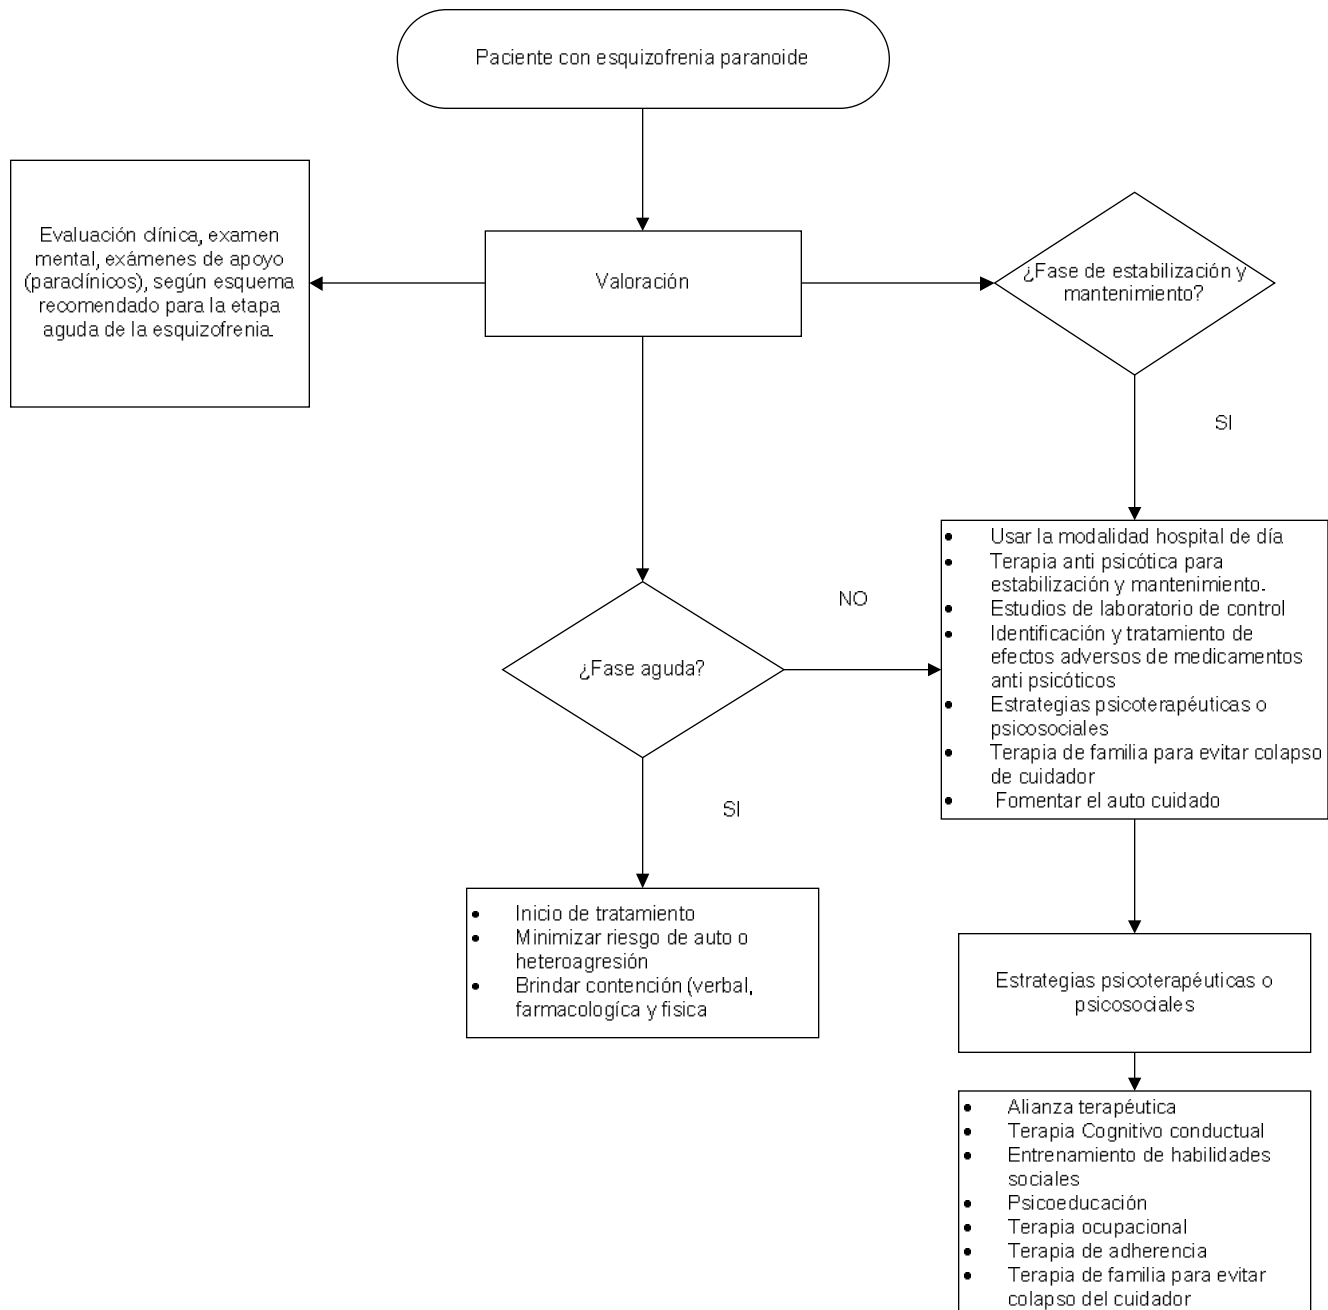 Paciente con esquizofrenia paranoide
Evaluación clínica, examen
mental, exámenes de apoyo
(paraclínicos), según esquema
recomendado para la etapa
aguda de la esquizofrenia.
Valoración
¿Fase de estabilización y
mantenimiento?
SI
• Usar la modalidad hospital de día
• Terapia anti psicótica para
estabilización y mantenimiento.
• Estudios de laboratorio de control
• Identificación y tratamiento de
efectos adversos de medicamentos
anti psicóticos
• Estrategias psicoterapéuticas o
psicosociales
• Terapia de familia para evitar colapso
de cuidador
• Fomentar el auto cuidado
NO
¿Fase aguda?
SI
• Inicio de tratamiento
• Minimizar riesgo de auto o
heteroagresión
• Brindar contención (verbal,
farmacologíca y fisica
Estrategias psicoterapéuticas o
psicosociales
• Alianza terapéutica
• Terapia Cognitivo conductual
• Entrenamiento de habilidades
sociales
• Psicoeducación
• Terapia ocupacional
• Terapia de adherencia
• Terapia de familia para evitar
colapso del cuidador